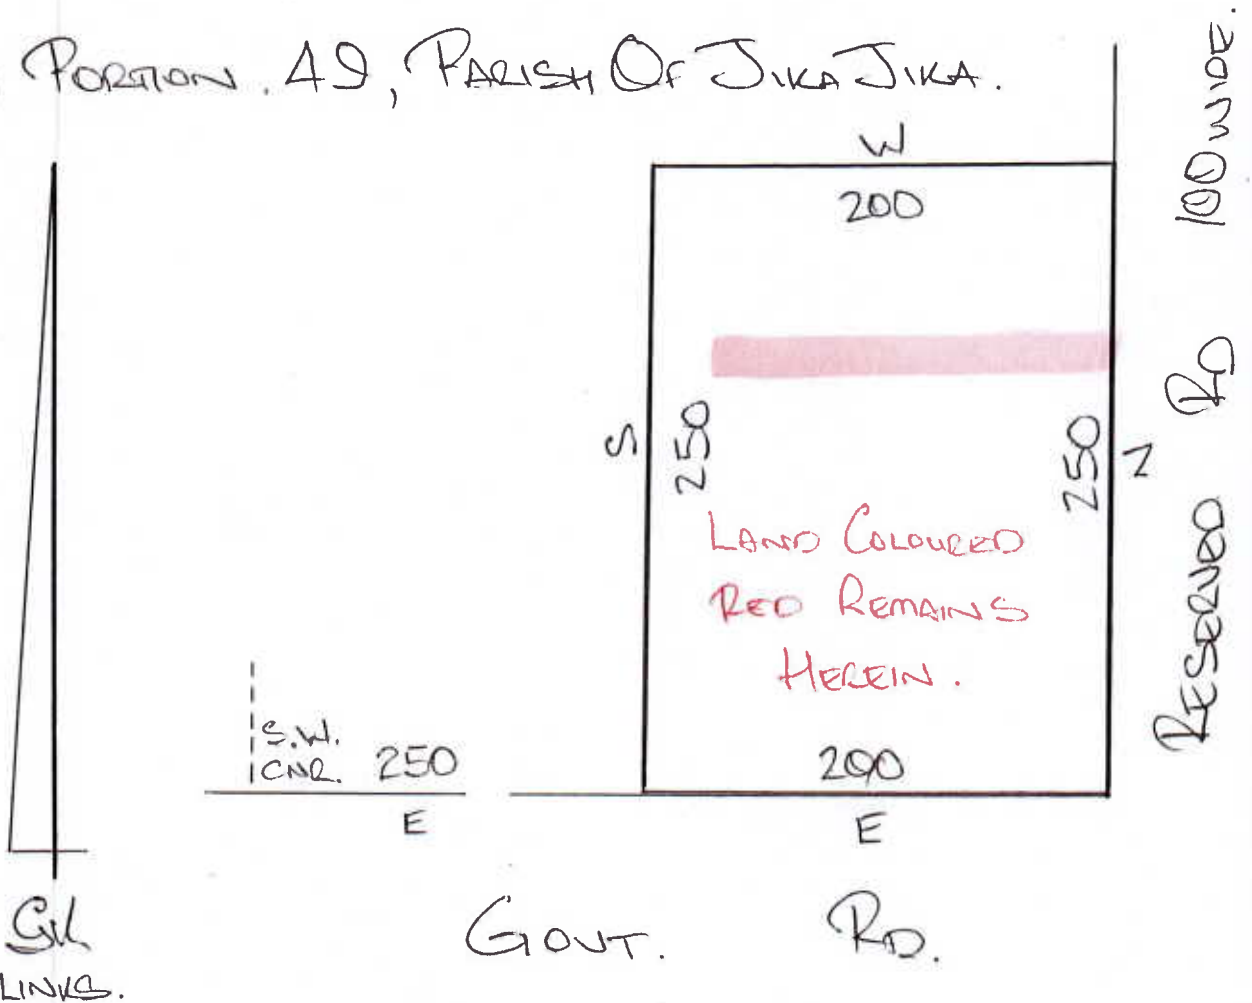 PORTION. 49, PARISH OF JIKA JIKA.
W
200
S
250
250
N
RESERVED RD 100 WIDE.
LAND COLOURED
RED REMAINS
HEREIN.
S.W.
CNR. 250
E
200
E
GOVT. RD.
LINKS.